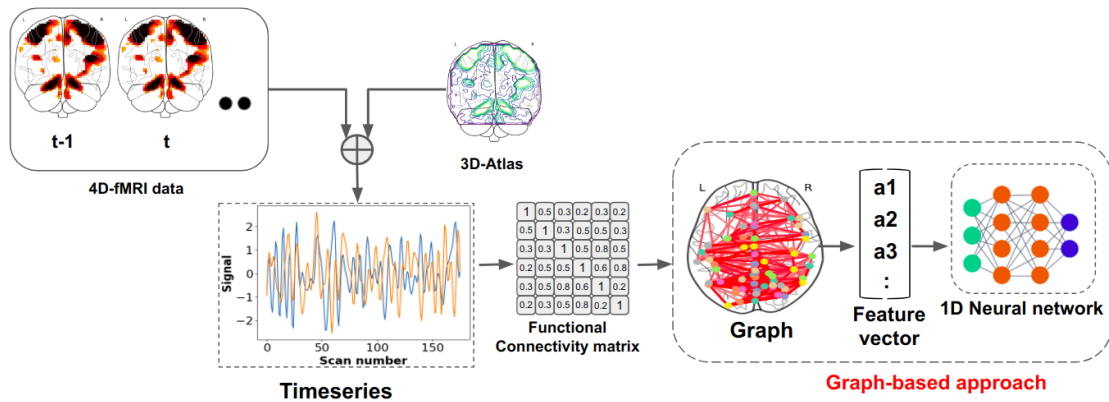 L R
t-1 t
4D-fMRI data
L R
3D-Atlas
Signal
2
1
0
−1
−2
0 50 100 150
Scan number
Timeseries
1 0.5 0.3 0.2 0.3 0.2
0.5 1 0.3 0.5 0.5 0.3
0.3 0.3 1 0.5 0.8 0.5
0.2 0.5 0.5 1 0.6 0.8
0.3 0.5 0.8 0.6 1 0.2
0.2 0.3 0.5 0.8 0.2 1
Functional
Connectivity matrix
L R
Graph
a1
a2
a3
:
Feature
vector
1D Neural network
Graph-based approach